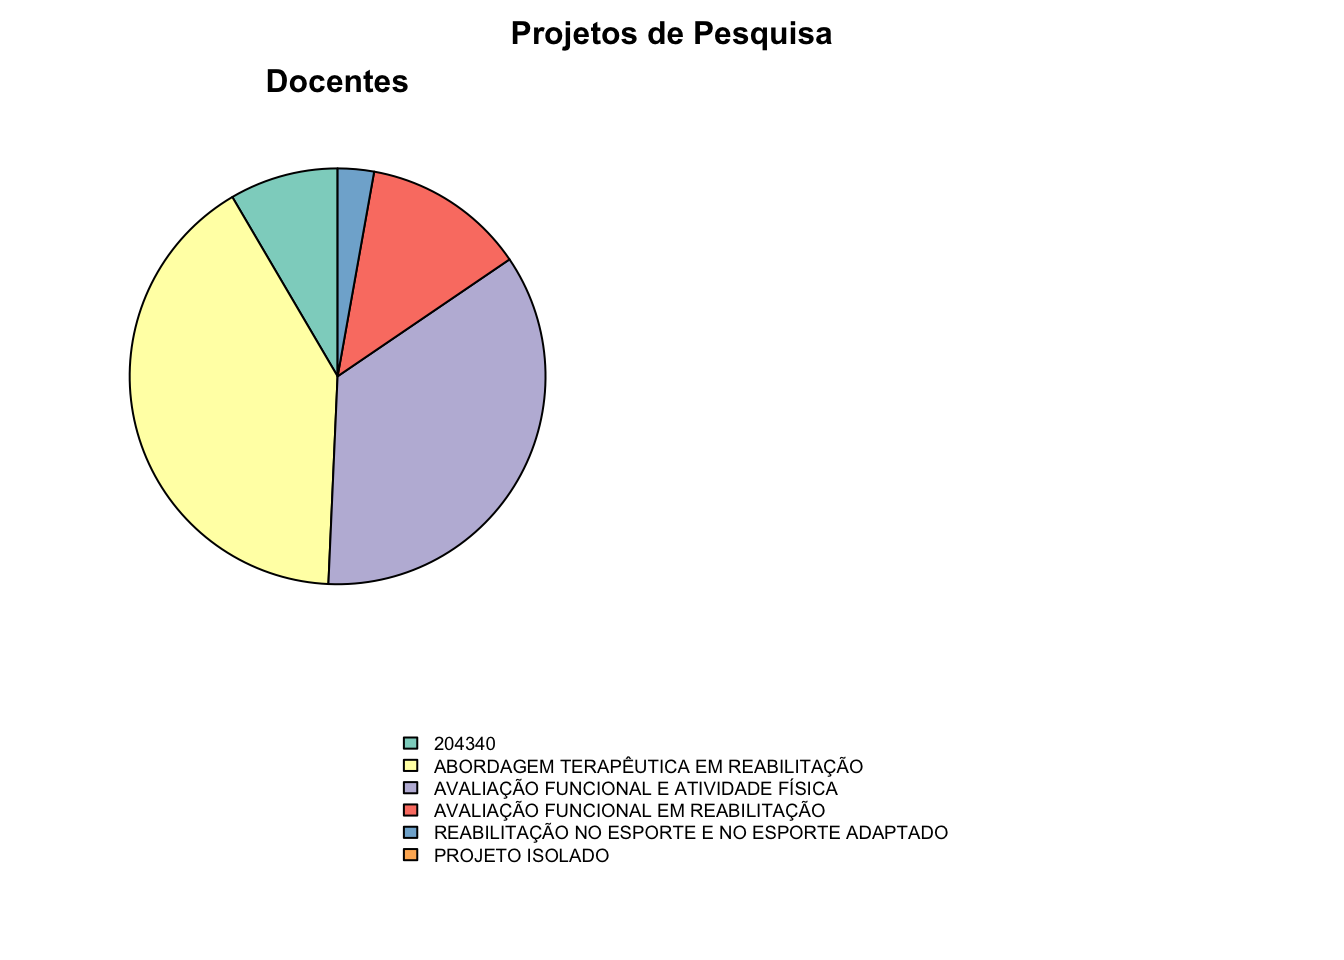 Projetos de Pesquisa
Docentes
204340
ABORDAGEM TERAPÊUTICA EM REABILITAÇÃO
AVALIAÇÃO FUNCIONAL E ATIVIDADE FÍSICA
AVALIAÇÃO FUNCIONAL EM REABILITAÇÃO
REABILITAÇÃO NO ESPORTE E NO ESPORTE ADAPTADO
PROJETO ISOLADO